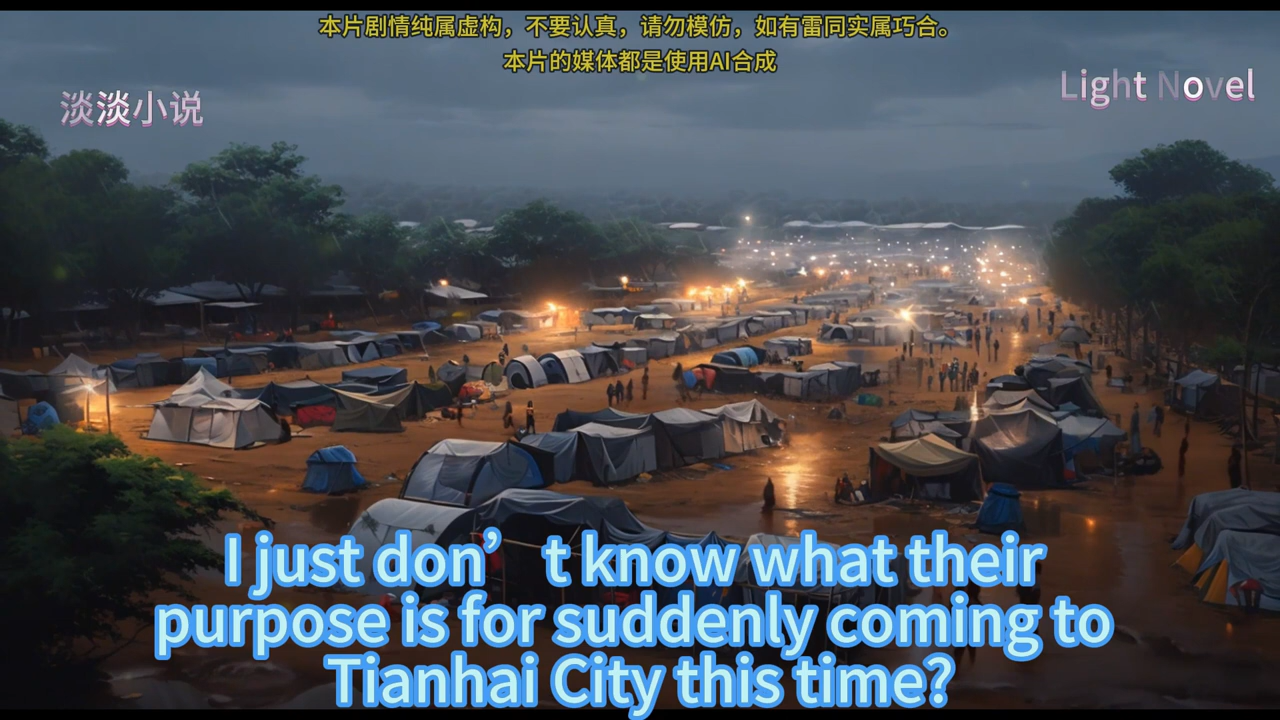 本片剧情纯属虚构，不要认真，请勿模仿，如有雷同实属巧合。
本片的媒体都是使用AI合成
淡淡小说
Light Novel
I just don’t know what their
purpose is for suddenly coming to
Tianhai City this time?